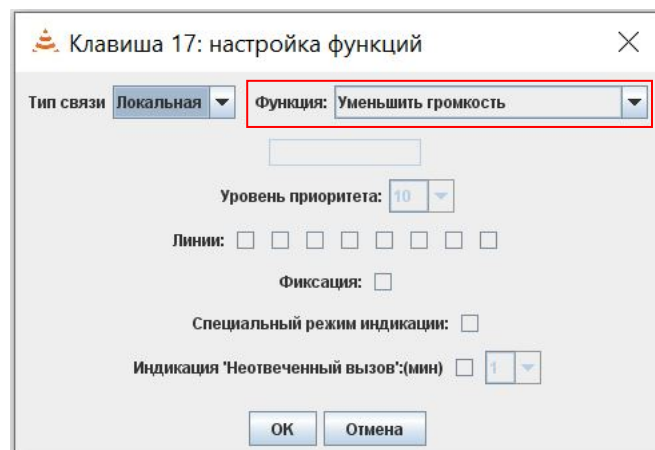 Клавиша 17: настройка функций
Тип связи Локальная Функция: Уменьшить громкость
Уровень приоритета: 10
Линии:
Фиксация:
Специальный режим индикации:
Индикация 'Неотвеченный вызов':(мин) 1
ОК Отмена